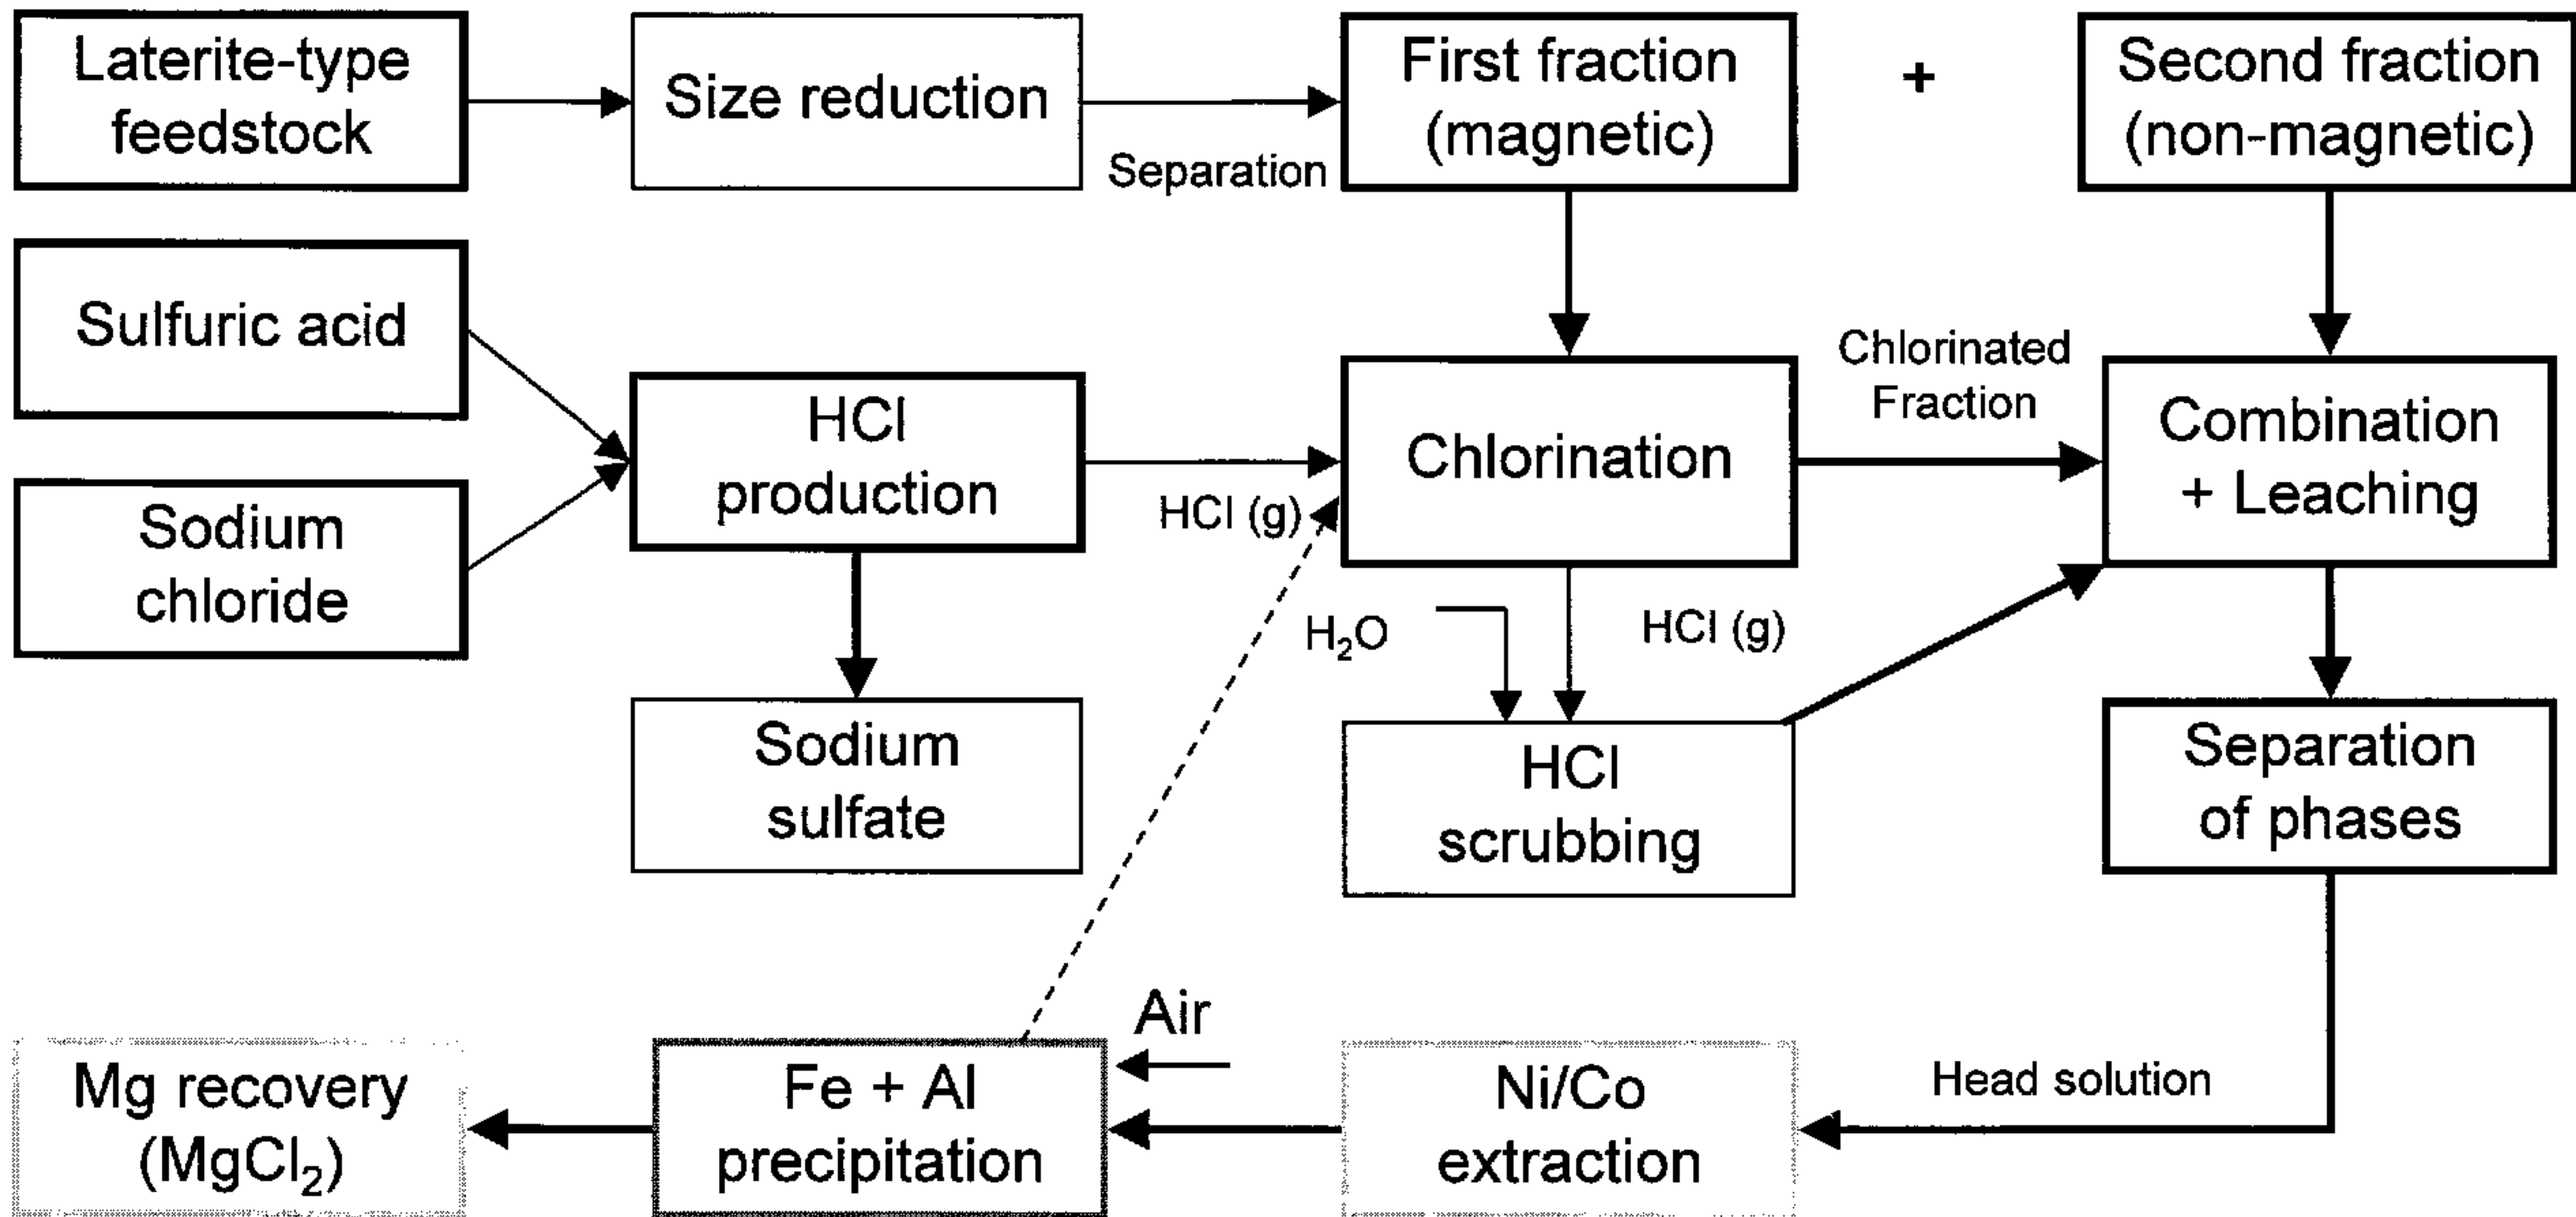 Laterite-type
feedstock
Size reduction
Separation
First fraction
(magnetic)
+
Second fraction
(non-magnetic)
Sulfuric acid
Sodium
chloride
HCl
production
HCl (g)
Chlorination
Chlorinated
Fraction
Combination
+ Leaching
H₂O
HCl (g)
Sodium
sulfate
HCl
scrubbing
Separation
of phases
Mg recovery
(MgCl₂)
Fe + Al
precipitation
Air
Ni/Co
extraction
Head solution